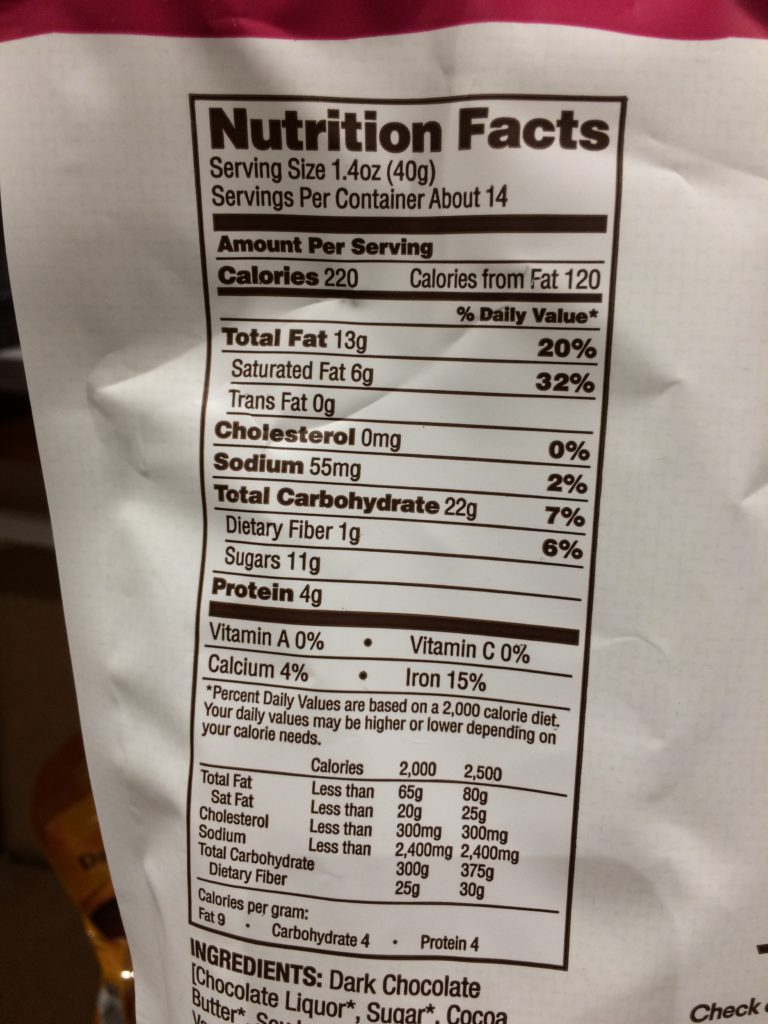 Nutrition Facts
Serving Size 1.4oz (40g)
Servings Per Container About 14
Amount Per Serving
Calories 220 Calories from Fat 120
% Daily Value*
Total Fat 13g 20%
Saturated Fat 6g 32%
Trans Fat 0g
Cholesterol 0mg 0%
Sodium 55mg 2%
Total Carbohydrate 22g 7%
Dietary Fiber 1g 6%
Sugars 11g
Protein 4g
Vitamin A 0% • Vitamin C 0%
Calcium 4% • Iron 15%
*Percent Daily Values are based on a 2,000 calorie diet.
Your daily values may be higher or lower depending on
your calorie needs.
Calories 2,000 2,500
Total Fat Less than 65g 80g
Sat Fat Less than 20g 25g
Cholesterol Less than 300mg 300mg
Sodium Less than 2,400mg 2,400mg
Total Carbohydrate 300g 375g
Dietary Fiber 25g 30g
Calories per gram:
Fat 9 • Carbohydrate 4 • Protein 4
INGREDIENTS: Dark Chocolate
[Chocolate Liquor*, Sugar*, Cocoa
Butter*,
Check